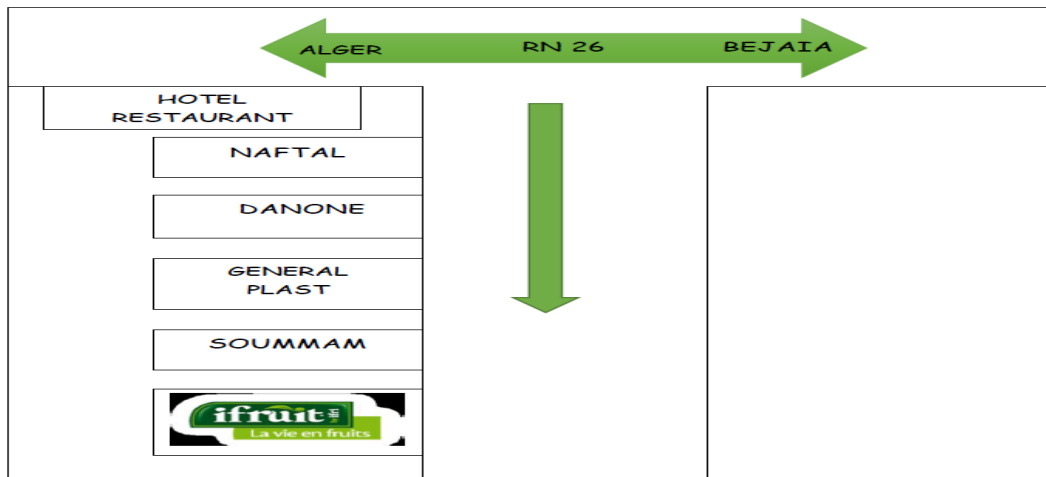 ALGER RN 26 BEJAIA
HOTEL
RESTAURANT
NAFTAL
DANONE
GENERAL
PLAST
SOUMMAM
ifruit
La vie en fruits